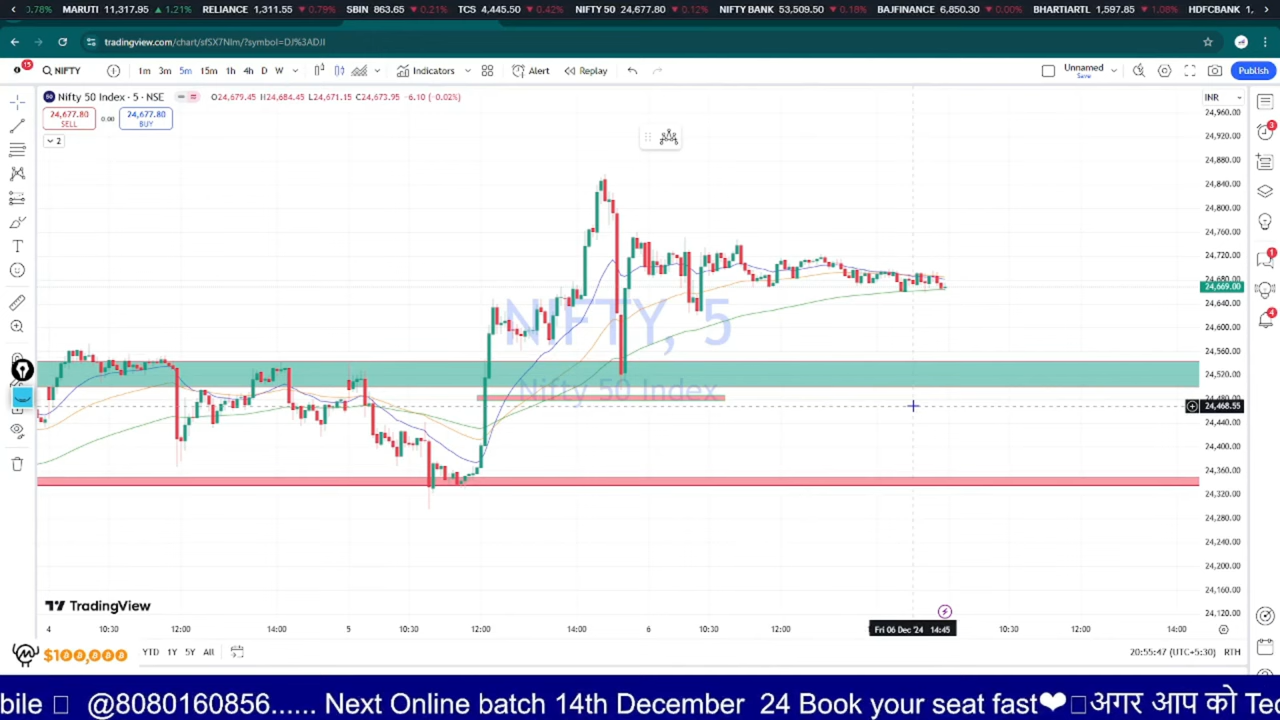 0.78% MARUTI 11,317.95 ▲ 1.21% RELIANCE 1,311.55 ▼ 0.79% SBIN 863.65 ▼ 0.21% TCS 4,445.50 ▼ 0.42% NIFTY 50 24,677.80 ▼ 0.12% NIFTY BANK 53,509.50 ▼ 0.18% BAJFINANCE 6,850.30 ▼ 0.00% BHARTIARTL 1,597.85 ▼ 1.08% HDFCBANK 1,
tradingview.com/chart/sfSX7Nlm/?symbol=DJ%3ADJI
15
NIFTY 1m 3m 5m 15m 1h 4h D W Indicators Alert Replay Unnamed Save Publish
Nifty 50 Index · 5 · NSE O24,679.45 H24,684.45 L24,671.15 C24,673.95 -6.10 (-0.02%) INR
24,677.80 SELL 0.00 24,677.80 BUY
2
24,960.00
24,920.00
24,880.00
24,840.00
24,800.00
24,760.00
24,720.00
24,680.00
24,669.00
24,640.00
24,600.00
24,560.00
24,520.00
24,480.00
24,468.55
24,440.00
24,400.00
24,360.00
24,320.00
24,280.00
24,240.00
24,200.00
24,160.00
24,120.00
3
1
4
NIFTY, 5
Nifty 50 Index
TradingView
4 10:30 12:00 14:00 5 10:30 12:00 14:00 6 10:30 12:00 Fri 06 Dec '24 14:45 10:30 12:00 14:00
$100,000 YTD 1Y 5Y All 20:55:47 (UTC+5:30) RTH
bile @8080160856...... Next Online batch 14th December 24 Book your seat fast❤ अगर आप को Tec